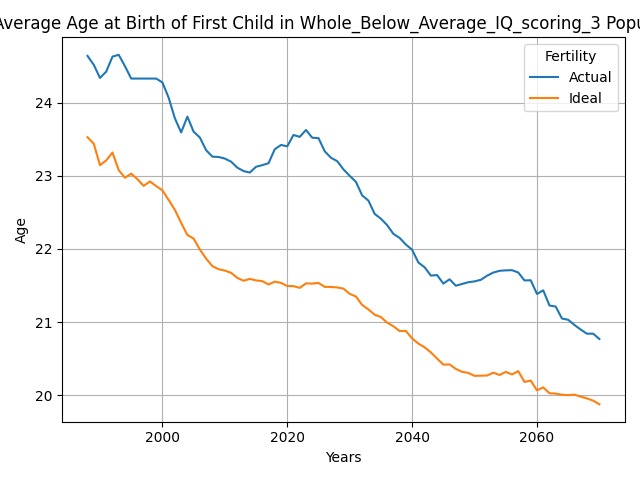 Average Age at Birth of First Child in Whole_Below_Average_IQ_scoring_3
Fertility
Actual
Ideal
24
23
22
21
20
Age
2000
2020
2040
2060
Years